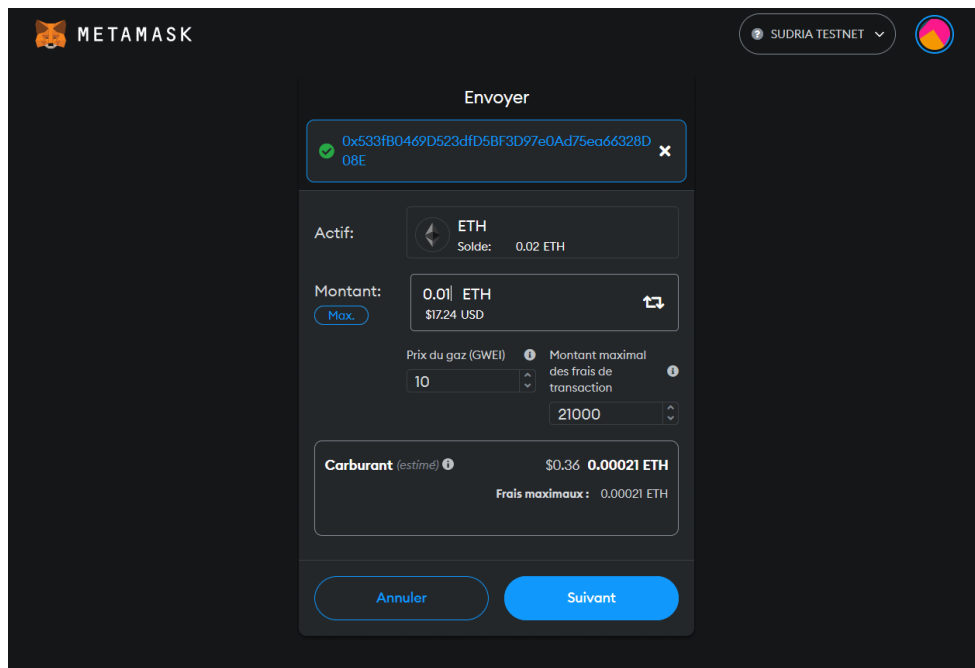 METAMASK
SUDRIA TESTNET
Envoyer
0x533fB0469D523dfD5BF3D97e0Ad75ea66328D
08E
Actif:
ETH
Solde: 0.02 ETH
Montant:
Max.
0.01 ETH
$17.24 USD
Prix du gaz (GWEI)
10
Montant maximal
des frais de
transaction
21000
Carburant (estimé) $0.36 0.00021 ETH
Frais maximaux : 0.00021 ETH
Annuler
Suivant